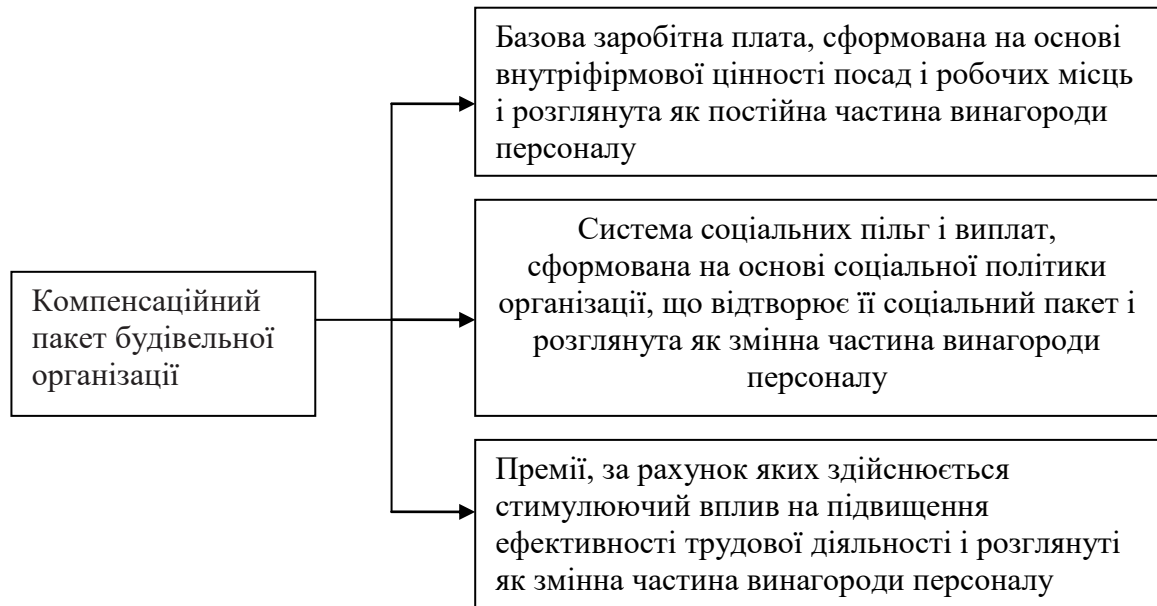 Базова заробітна плата, сформована на основі
внутріфірмової цінності посад і робочих місць
і розглянута як постійна частина винагороди
персоналу
Система соціальних пільг і виплат,
сформована на основі соціальної політики
організації, що відтворює її соціальний пакет і
розглянута як змінна частина винагороди
персоналу
Компенсаційний
пакет будівельної
організації
Премії, за рахунок яких здійснюється
стимулюючий вплив на підвищення
ефективності трудової діяльності і розглянуті
як змінна частина винагороди персоналу